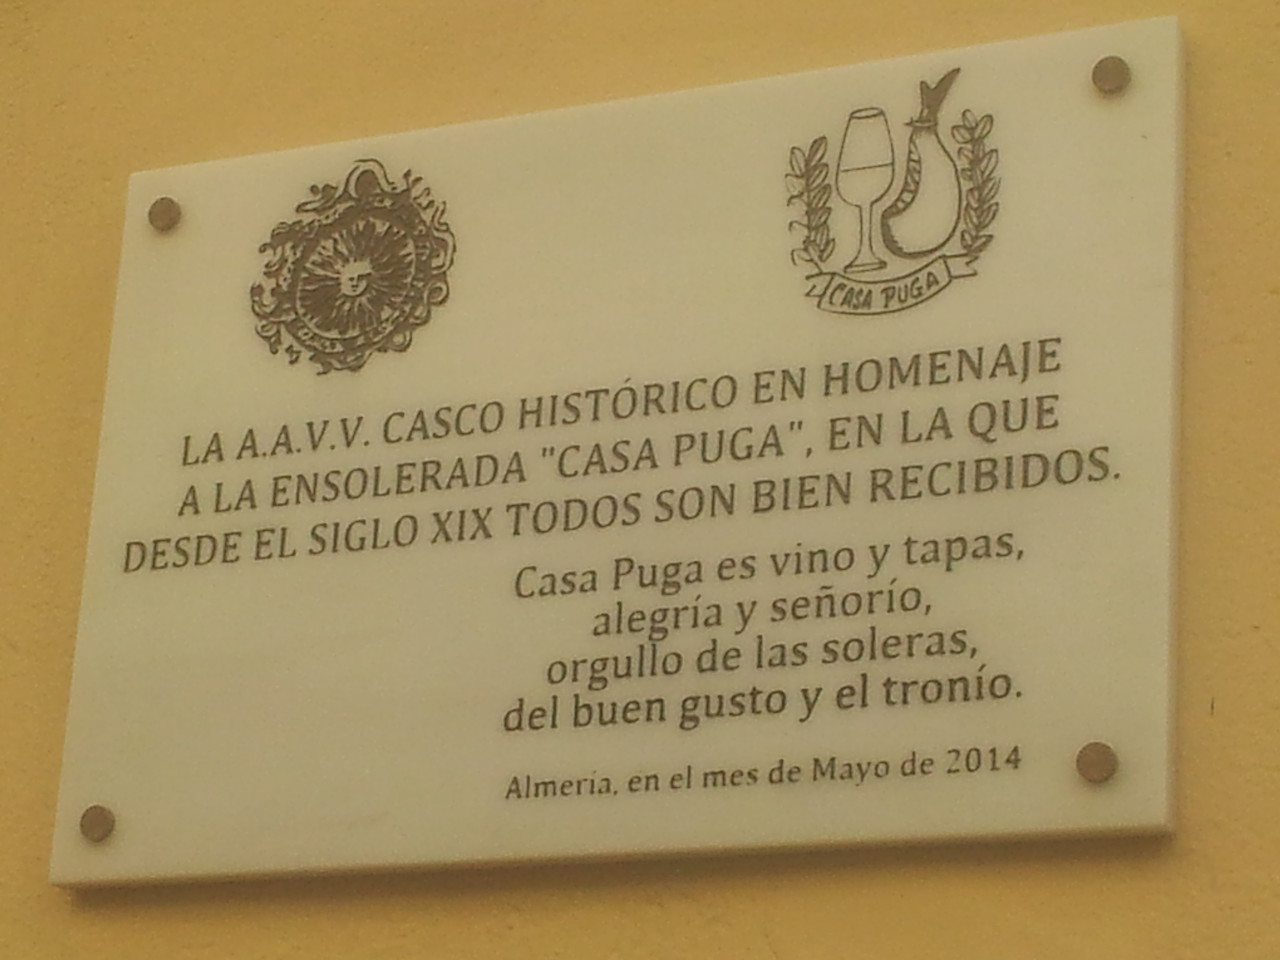 CASA PUGA
LA A.A.V.V. CASCO HISTÓRICO EN HOMENAJE
A LA ENSOLERADA "CASA PUGA", EN LA QUE
DESDE EL SIGLO XIX TODOS SON BIEN RECIBIDOS.
Casa Puga es vino y tapas,
alegría y señorío,
orgullo de las soleras,
del buen gusto y el tronío.
Almería, en el mes de Mayo de 2014